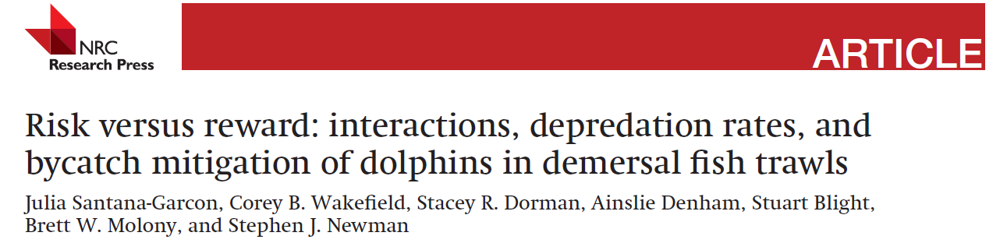 NRC
Research Press
ARTICLE
Risk versus reward: interactions, depredation rates, and
bycatch mitigation of dolphins in demersal fish trawls
Julia Santana-Garcon, Corey B. Wakefield, Stacey R. Dorman, Ainslie Denham, Stuart Blight,
Brett W. Molony, and Stephen J. Newman